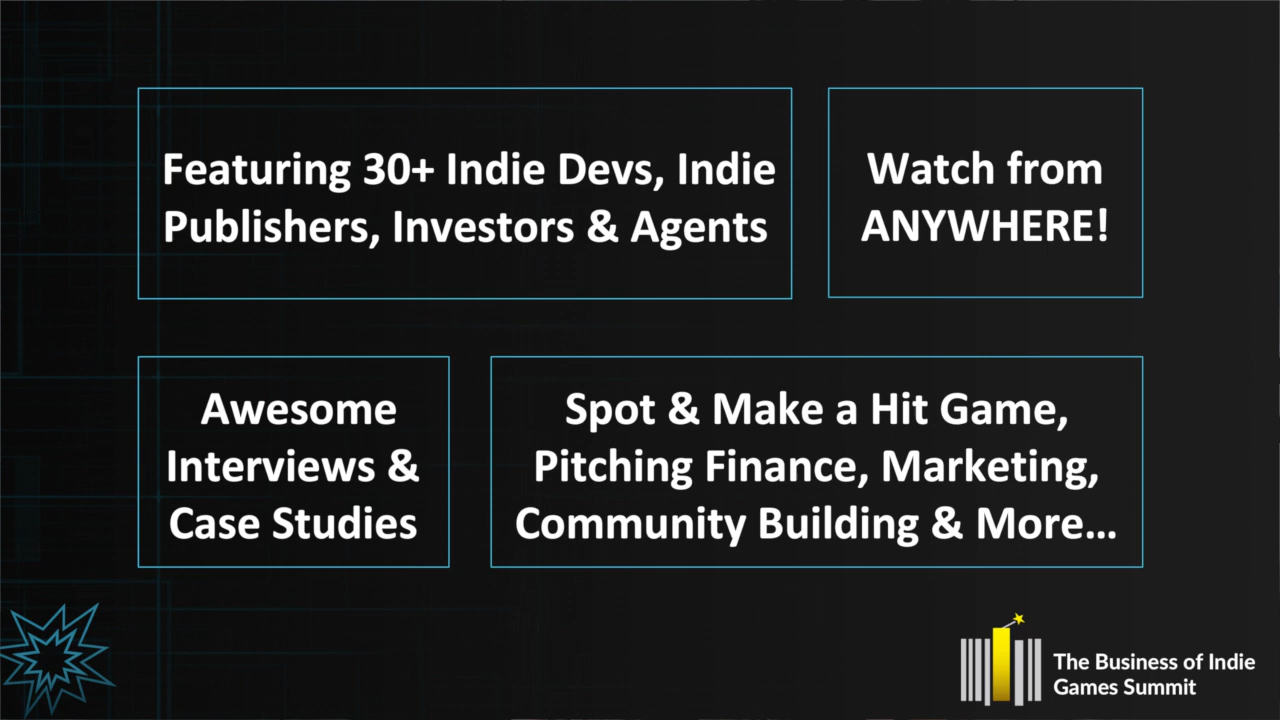 Featuring 30+ Indie Devs, Indie
Publishers, Investors & Agents
Watch from
ANYWHERE!
Awesome
Interviews &
Case Studies
Spot & Make a Hit Game,
Pitching Finance, Marketing,
Community Building & More...
The Business of Indie
Games Summit